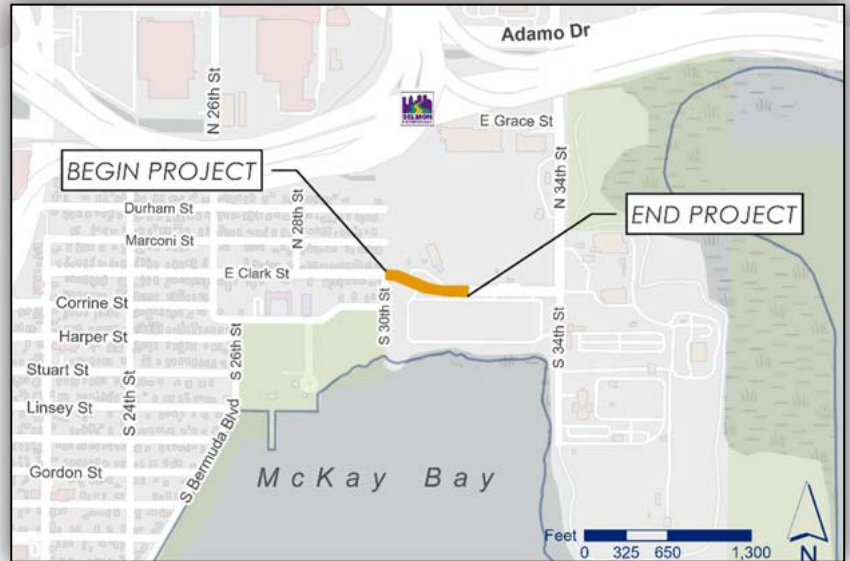 Adamo Dr
N 26th St
SELMON
E Grace St
BEGIN PROJECT
N 34th St
N 28th St
Durham St
END PROJECT
Marconi St
E Clark St
Corrine St
S 30th St
Harper St
S 26th St
S 34th St
Stuart St
S 24th St
Linsey St
S Bermuda Blvd
Gordon St
McKay Bay
Feet
0 325 650 1,300
N